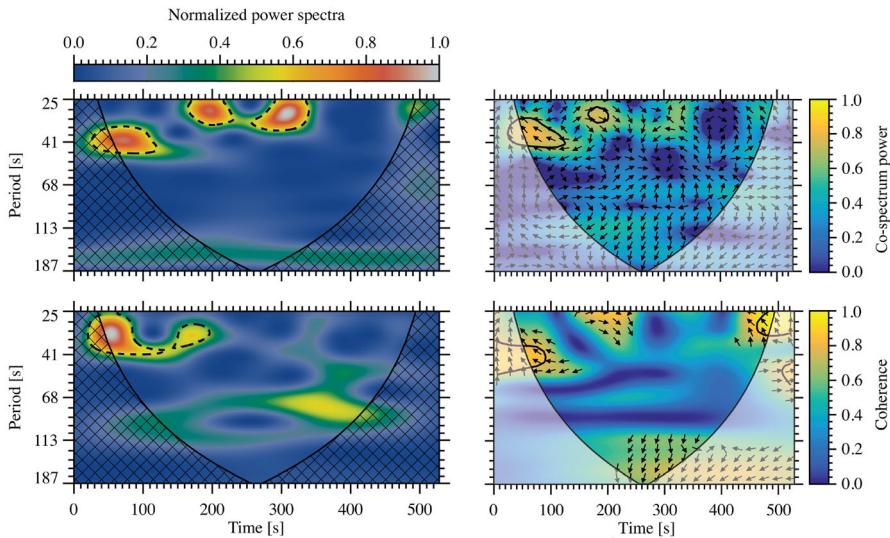 Normalized power spectra
0.0 0.2 0.4 0.6 0.8 1.0
Period [s]
25
41
68
113
187
Co-spectrum power
1.0
0.8
0.6
0.4
0.2
0.0
Period [s]
25
41
68
113
187
0 100 200 300 400 500
Time [s]
0 100 200 300 400 500
Time [s]
Coherence
1.0
0.8
0.6
0.4
0.2
0.0